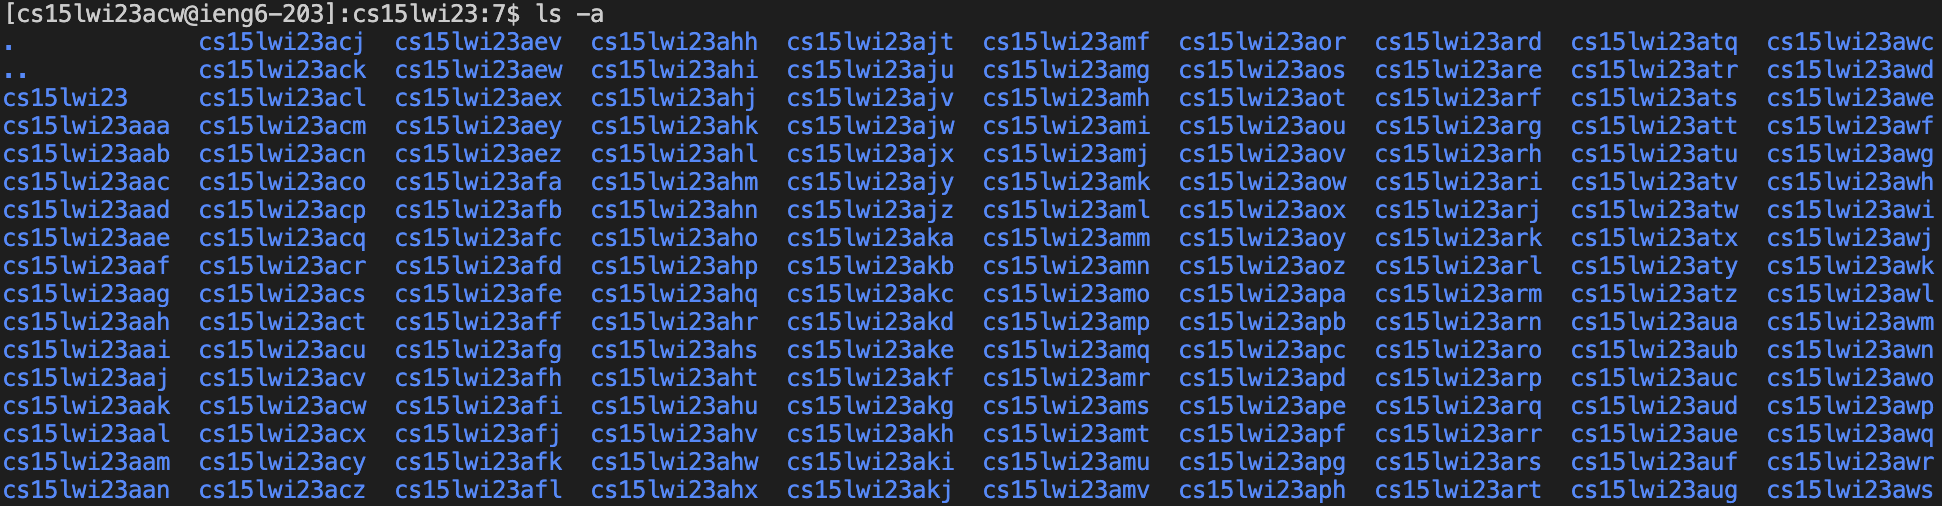 [cs15lwi23acw@ieng6-203]:cs15lwi23:7$ ls -a
.             cs15lwi23acj  cs15lwi23aev  cs15lwi23ahh  cs15lwi23ajt  cs15lwi23amf  cs15lwi23aor  cs15lwi23ard  cs15lwi23atq  cs15lwi23awc
..            cs15lwi23ack  cs15lwi23aew  cs15lwi23ahi  cs15lwi23aju  cs15lwi23amg  cs15lwi23aos  cs15lwi23are  cs15lwi23atr  cs15lwi23awd
cs15lwi23     cs15lwi23acl  cs15lwi23aex  cs15lwi23ahj  cs15lwi23ajv  cs15lwi23amh  cs15lwi23aot  cs15lwi23arf  cs15lwi23ats  cs15lwi23awe
cs15lwi23aaa  cs15lwi23acm  cs15lwi23aey  cs15lwi23ahk  cs15lwi23ajw  cs15lwi23ami  cs15lwi23aou  cs15lwi23arg  cs15lwi23att  cs15lwi23awf
cs15lwi23aab  cs15lwi23acn  cs15lwi23aez  cs15lwi23ahl  cs15lwi23ajx  cs15lwi23amj  cs15lwi23aov  cs15lwi23arh  cs15lwi23atu  cs15lwi23awg
cs15lwi23aac  cs15lwi23aco  cs15lwi23afa  cs15lwi23ahm  cs15lwi23ajy  cs15lwi23amk  cs15lwi23aow  cs15lwi23ari  cs15lwi23atv  cs15lwi23awh
cs15lwi23aad  cs15lwi23acp  cs15lwi23afb  cs15lwi23ahn  cs15lwi23ajz  cs15lwi23aml  cs15lwi23aox  cs15lwi23arj  cs15lwi23atw  cs15lwi23awi
cs15lwi23aae  cs15lwi23acq  cs15lwi23afc  cs15lwi23aho  cs15lwi23aka  cs15lwi23amm  cs15lwi23aoy  cs15lwi23ark  cs15lwi23atx  cs15lwi23awj
cs15lwi23aaf  cs15lwi23acr  cs15lwi23afd  cs15lwi23ahp  cs15lwi23akb  cs15lwi23amn  cs15lwi23aoz  cs15lwi23arl  cs15lwi23aty  cs15lwi23awk
cs15lwi23aag  cs15lwi23acs  cs15lwi23afe  cs15lwi23ahq  cs15lwi23akc  cs15lwi23amo  cs15lwi23apa  cs15lwi23arm  cs15lwi23atz  cs15lwi23awl
cs15lwi23aah  cs15lwi23act  cs15lwi23aff  cs15lwi23ahr  cs15lwi23akd  cs15lwi23amp  cs15lwi23apb  cs15lwi23arn  cs15lwi23aua  cs15lwi23awm
cs15lwi23aai  cs15lwi23acu  cs15lwi23afg  cs15lwi23ahs  cs15lwi23ake  cs15lwi23amq  cs15lwi23apc  cs15lwi23aro  cs15lwi23aub  cs15lwi23awn
cs15lwi23aaj  cs15lwi23acv  cs15lwi23afh  cs15lwi23aht  cs15lwi23akf  cs15lwi23amr  cs15lwi23apd  cs15lwi23arp  cs15lwi23auc  cs15lwi23awo
cs15lwi23aak  cs15lwi23acw  cs15lwi23afi  cs15lwi23ahu  cs15lwi23akg  cs15lwi23ams  cs15lwi23ape  cs15lwi23arq  cs15lwi23aud  cs15lwi23awp
cs15lwi23aal  cs15lwi23acx  cs15lwi23afj  cs15lwi23ahv  cs15lwi23akh  cs15lwi23amt  cs15lwi23apf  cs15lwi23arr  cs15lwi23aue  cs15lwi23awq
cs15lwi23aam  cs15lwi23acy  cs15lwi23afk  cs15lwi23ahw  cs15lwi23aki  cs15lwi23amu  cs15lwi23apg  cs15lwi23ars  cs15lwi23auf  cs15lwi23awr
cs15lwi23aan  cs15lwi23acz  cs15lwi23afl  cs15lwi23ahx  cs15lwi23akj  cs15lwi23amv  cs15lwi23aph  cs15lwi23art  cs15lwi23aug  cs15lwi23aws